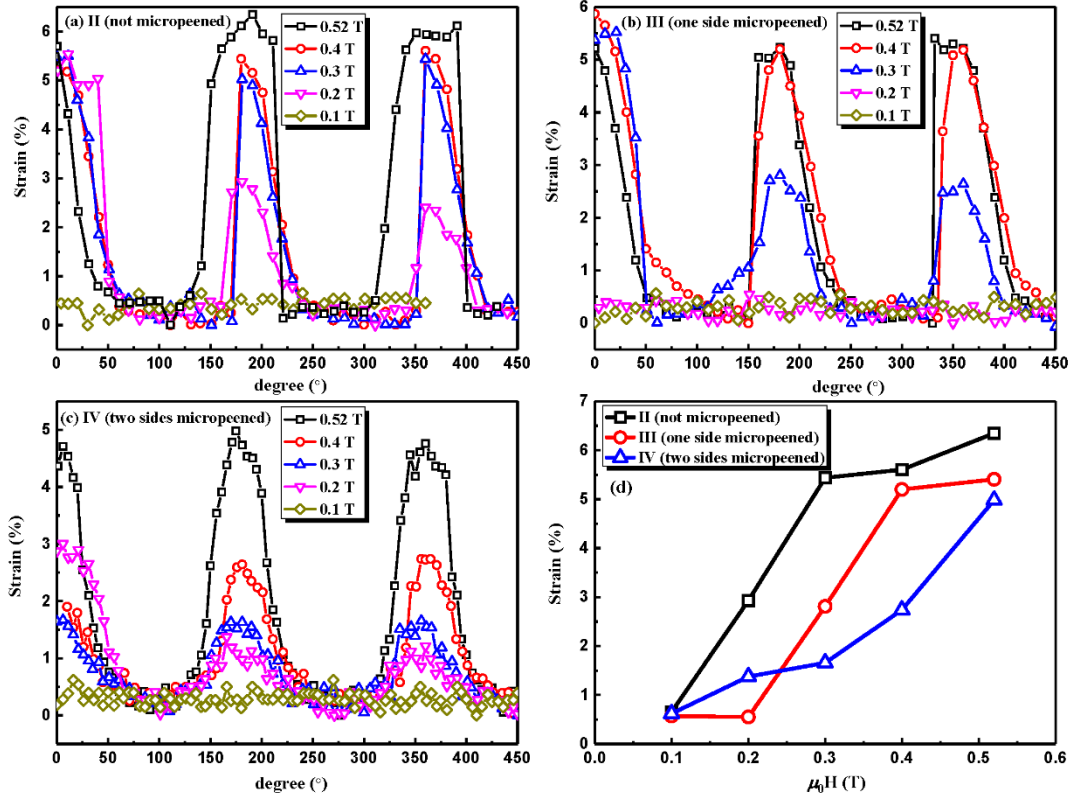 (a) II (not micropeened)
0.52 T
0.4 T
0.3 T
0.2 T
0.1 T
Strain (%)
6
5
4
3
2
1
0
0 50 100 150 200 250 300 350 400 450
degree (°)
(b) III (one side micropeened)
0.52 T
0.4 T
0.3 T
0.2 T
0.1 T
Strain (%)
6
5
4
3
2
1
0
0 50 100 150 200 250 300 350 400 450
degree (°)
(c) IV (two sides micropeened)
0.52 T
0.4 T
0.3 T
0.2 T
0.1 T
Strain (%)
5
4
3
2
1
0
0 50 100 150 200 250 300 350 400 450
degree (°)
II (not micropeened)
III (one side micropeened)
IV (two sides micropeened)
(d)
Strain (%)
7
6
5
4
3
2
1
0
0.0 0.1 0.2 0.3 0.4 0.5 0.6
μ₀H (T)